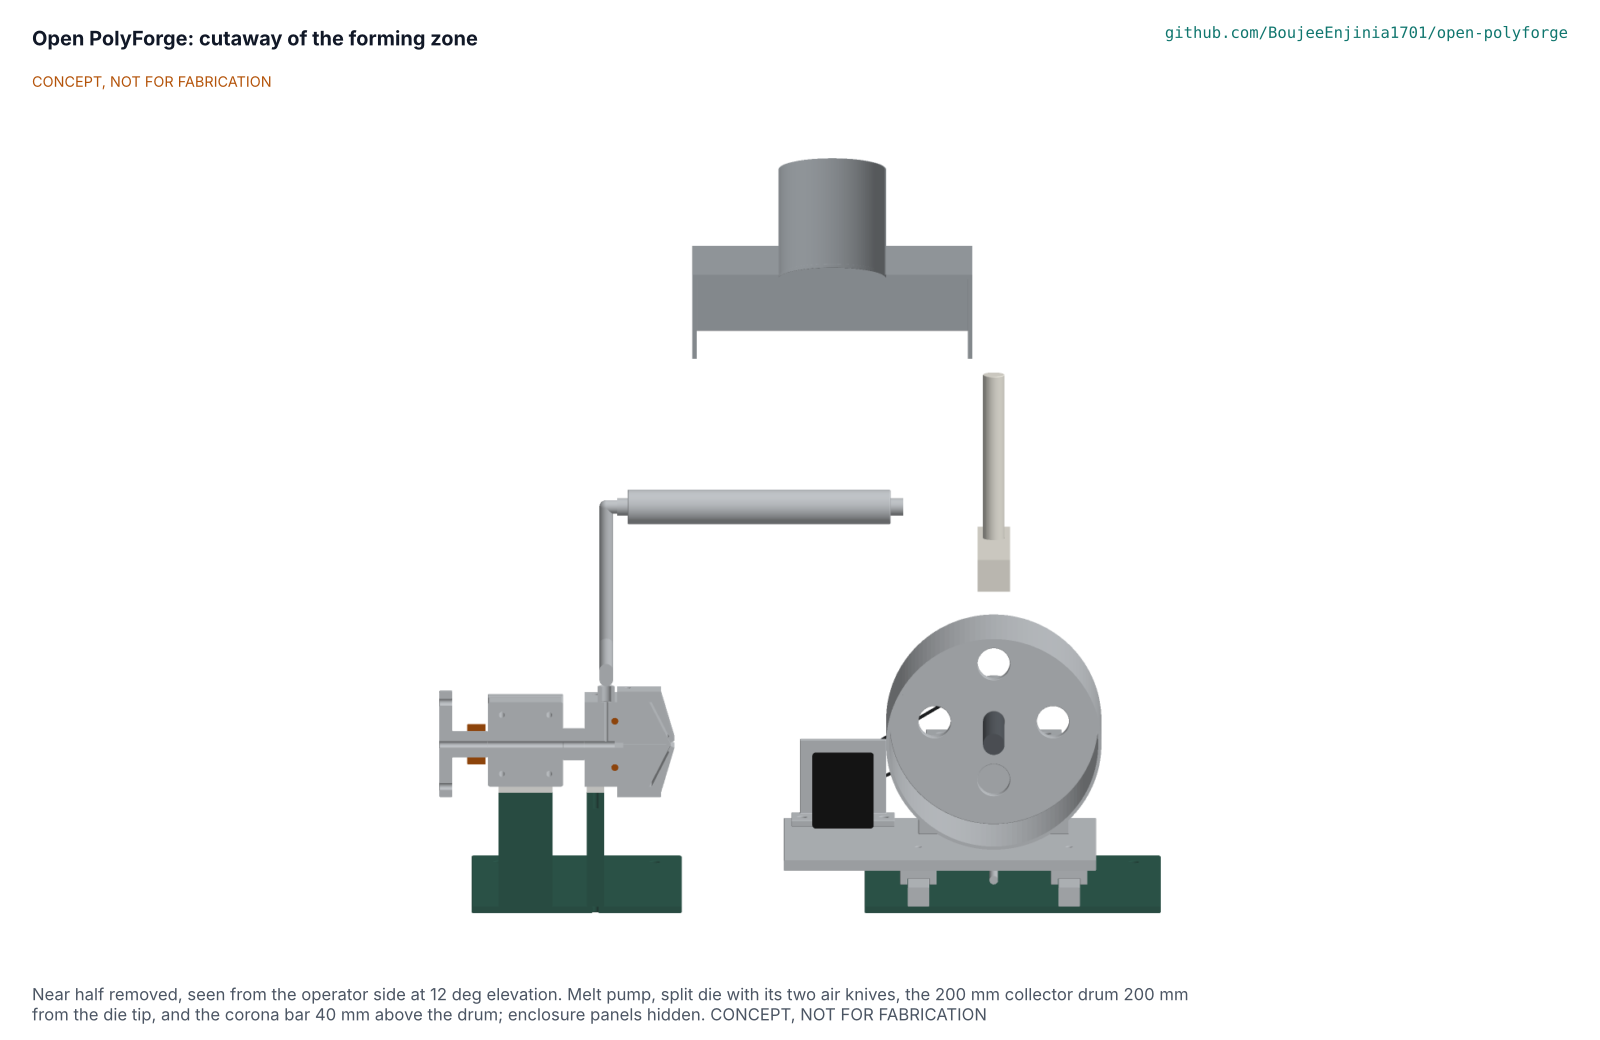 Open PolyForge: cutaway of the forming zone
github.com/BoujeeEnjinia1701/open-polyforge
CONCEPT, NOT FOR FABRICATION
Near half removed, seen from the operator side at 12 deg elevation. Melt pump, split die with its two air knives, the 200 mm collector drum 200 mm
from the die tip, and the corona bar 40 mm above the drum; enclosure panels hidden. CONCEPT, NOT FOR FABRICATION